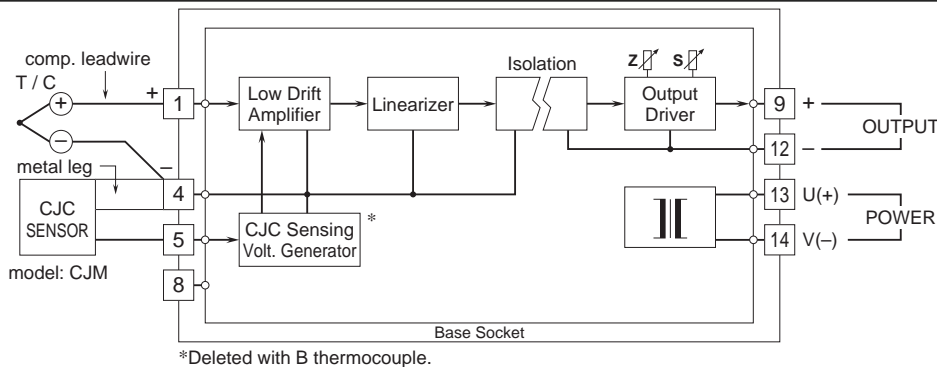 comp. leadwire
T / C
+
–
+
–
metal leg
CJC
SENSOR
model: CJM
1
4
5
8
Low Drift
Amplifier
Linearizer
Isolation
Z
S
Output
Driver
CJC Sensing
Volt. Generator
*
9
+
12
–
OUTPUT
13
U(+)
14
V(–)
POWER
Base Socket
*Deleted with B thermocouple.